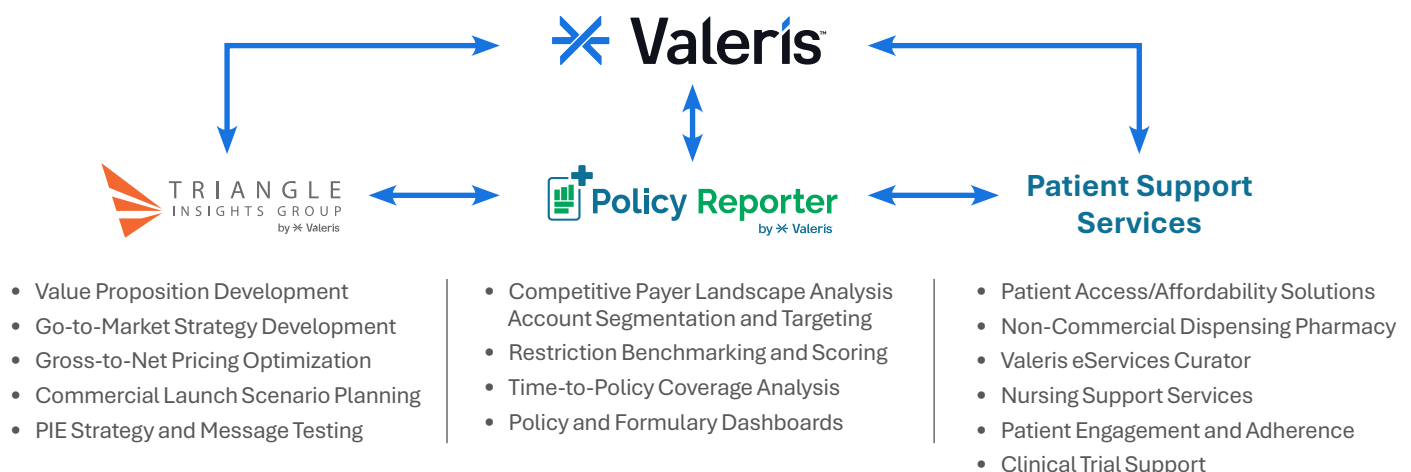 Valeris™
TRIANGLE
INSIGHTS GROUP
by Valeris
Policy Reporter
by Valeris
Patient Support
Services
• Value Proposition Development
• Go-to-Market Strategy Development
• Gross-to-Net Pricing Optimization
• Commercial Launch Scenario Planning
• PIE Strategy and Message Testing
• Competitive Payer Landscape Analysis
Account Segmentation and Targeting
• Restriction Benchmarking and Scoring
• Time-to-Policy Coverage Analysis
• Policy and Formulary Dashboards
• Patient Access/Affordability Solutions
• Non-Commercial Dispensing Pharmacy
• Valeris eServices Curator
• Nursing Support Services
• Patient Engagement and Adherence
• Clinical Trial Support